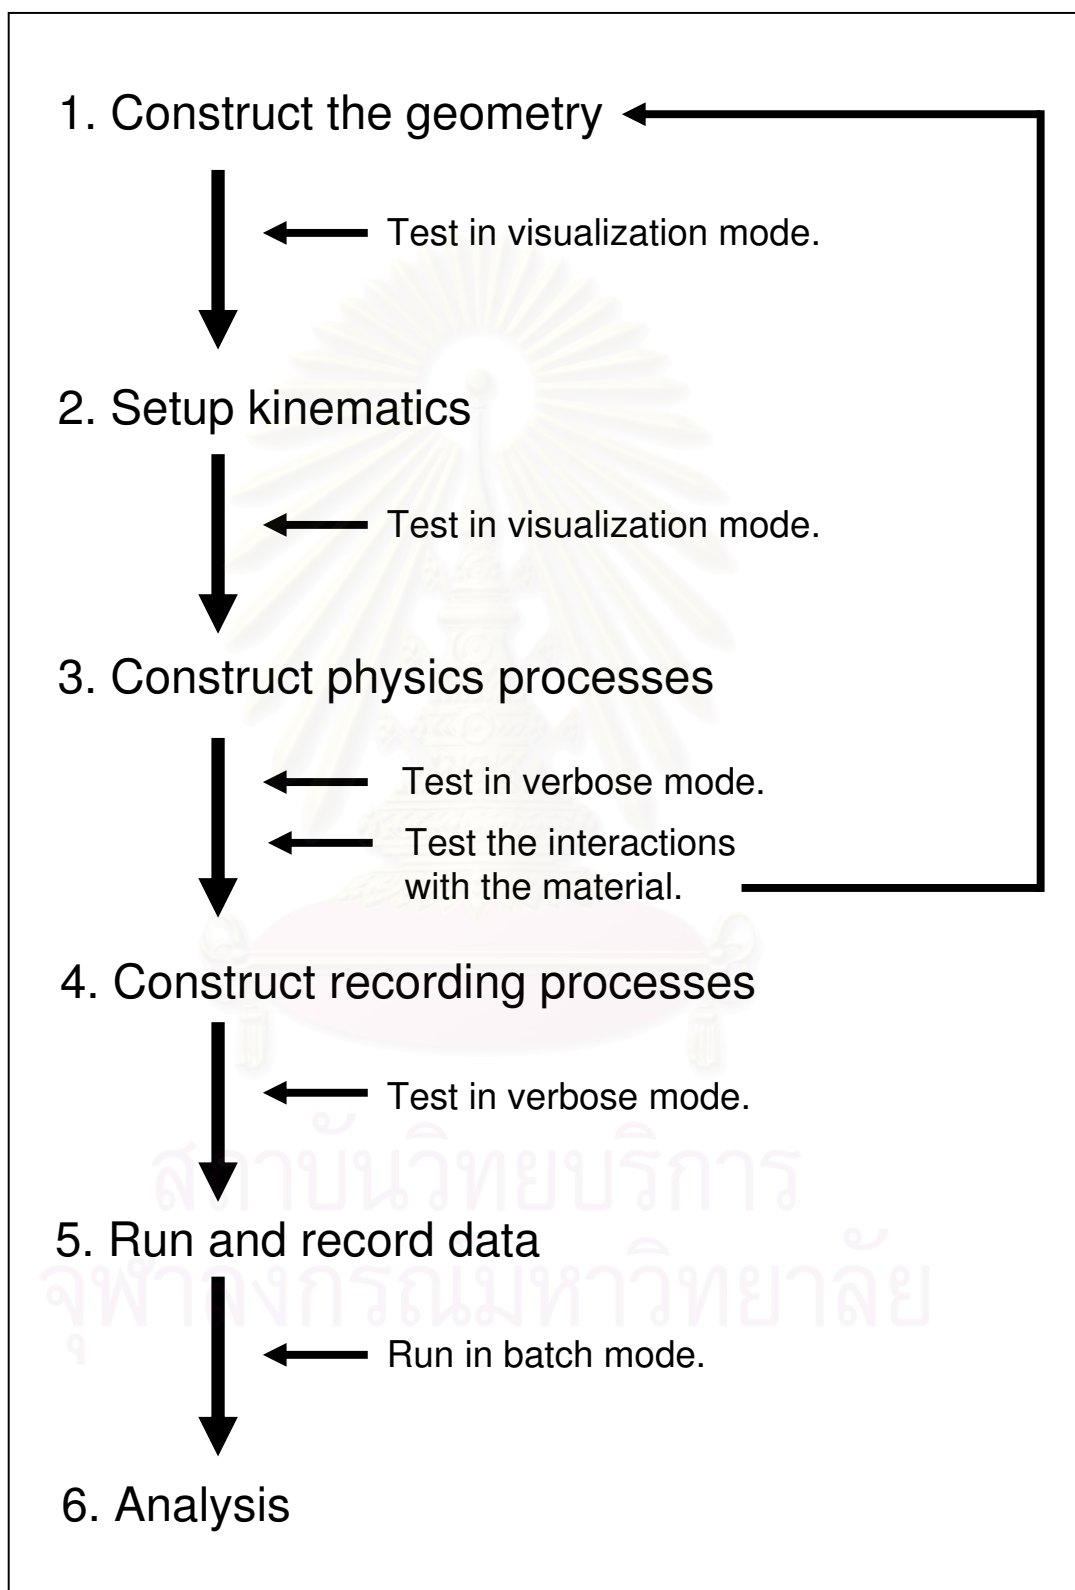 1. Construct the geometry
Test in visualization mode.
2. Setup kinematics
Test in visualization mode.
3. Construct physics processes
Test in verbose mode.
Test the interactions
with the material.
4. Construct recording processes
Test in verbose mode.
สถาบันวิทยบริการ
5. Run and record data
จุฬาลงกรณ์มหาวิทยาลัย
Run in batch mode.
6. Analysis